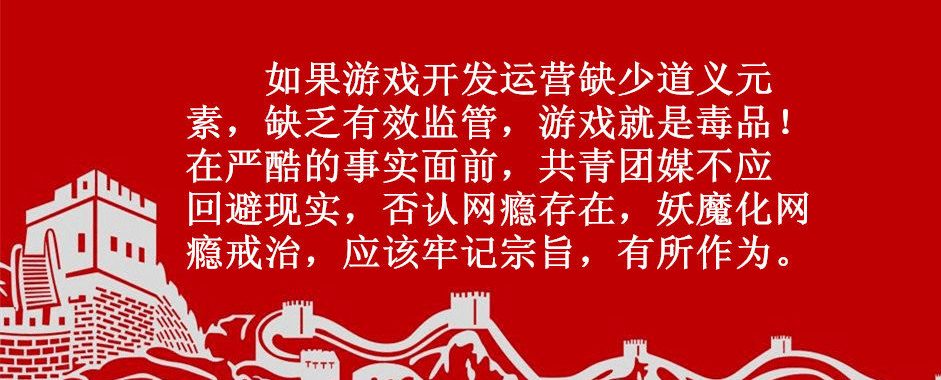 如果游戏开发运营缺少道义元
素，缺乏有效监管，游戏就是毒品！
在严酷的事实面前，共青团媒不应
回避现实，否认网瘾存在，妖魔化网
瘾戒治，应该牢记宗旨，有所作为。